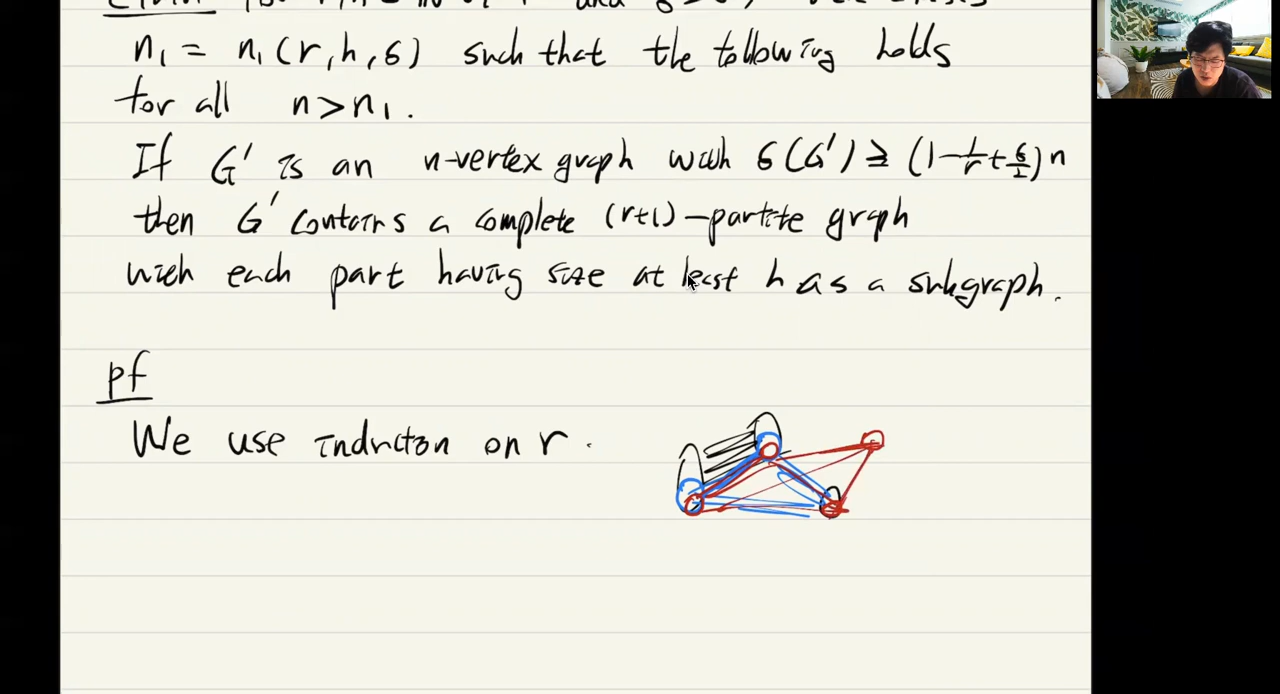 n₁ = n₁(r,h,δ) such that the following holds
for all n>n₁.
If G' is an n-vertex graph with δ(G') ≥ (1-1/r+δ/2)n
then G' contains a complete (r+1)-partite graph
with each part having size at least h as a subgraph.
pf
We use induction on r.